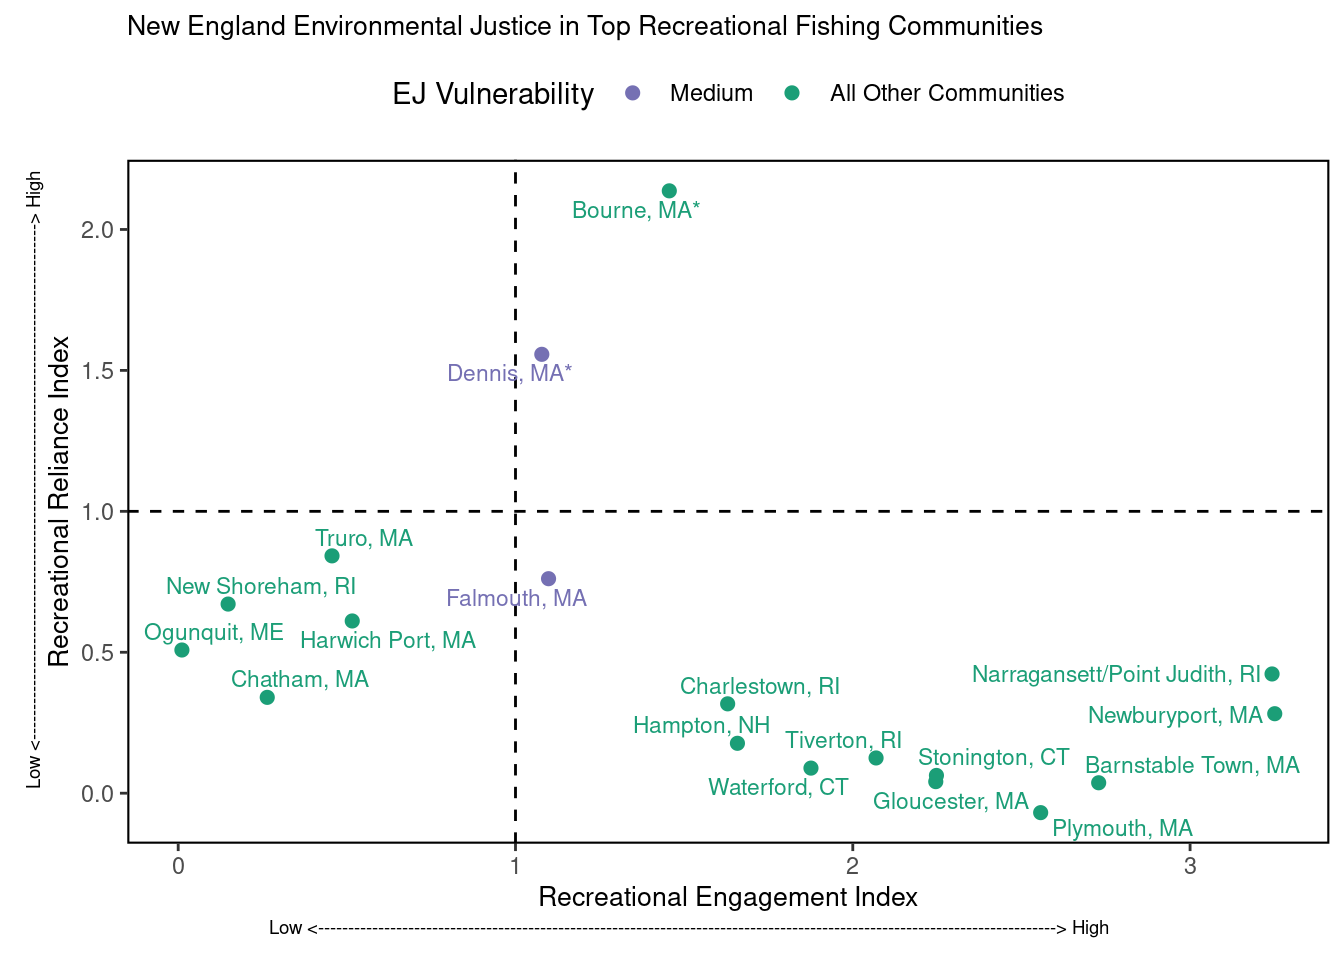 New England Environmental Justice in Top Recreational Fishing Communities
EJ Vulnerability Medium All Other Communities
Low <--------------------------------------------------------------------------------> High
Recreational Reliance Index
2.0
1.5
1.0
0.5
0.0
Bourne, MA*
Dennis, MA*
Truro, MA
New Shoreham, RI
Falmouth, MA
Ogunquit, ME
Harwich Port, MA
Chatham, MA
Narragansett/Point Judith, RI
Charlestown, RI
Newburyport, MA
Hampton, NH
Tiverton, RI
Stonington, CT
Barnstable Town, MA
Waterford, CT
Gloucester, MA
Plymouth, MA
0 1 2 3
Recreational Engagement Index
Low <--------------------------------------------------------------------------------------------------------------------------> High